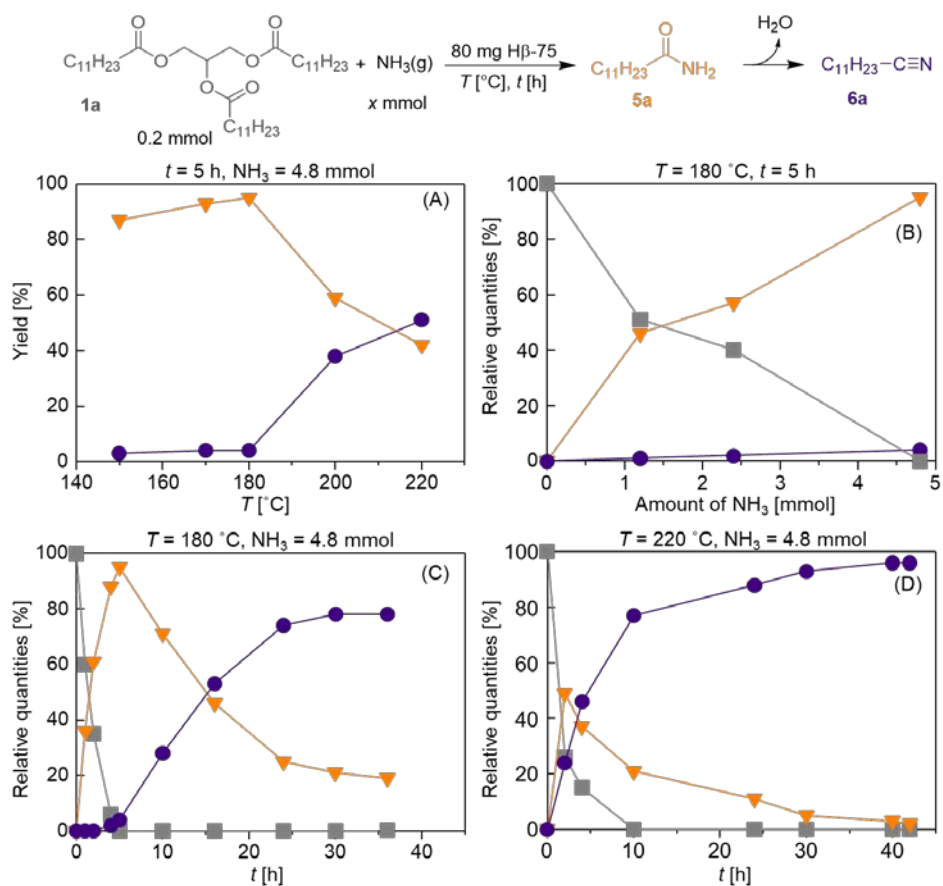 O
C₁₁H₂₃ O O C₁₁H₂₃
O
1a O
C₁₁H₂₃
0.2 mmol
+ NH₃(g)
x mmol
80 mg Hβ-75
T [°C], t [h]
O
C₁₁H₂₃ NH₂
5a
H₂O
C₁₁H₂₃–C≡N
6a
t = 5 h, NH₃ = 4.8 mmol
(A)
Yield [%]
100
80
60
40
20
0
140 160 180 200 220
T [˚C]
T = 180 ˚C, t = 5 h
(B)
Relative quantities [%]
100
80
60
40
20
0
0 1 2 3 4 5
Amount of NH₃ [mmol]
T = 180 ˚C, NH₃ = 4.8 mmol
(C)
Relative quantities [%]
100
80
60
40
20
0
0 10 20 30 40
t [h]
T = 220 ˚C, NH₃ = 4.8 mmol
(D)
Relative quantities [%]
100
80
60
40
20
0
0 10 20 30 40
t [h]